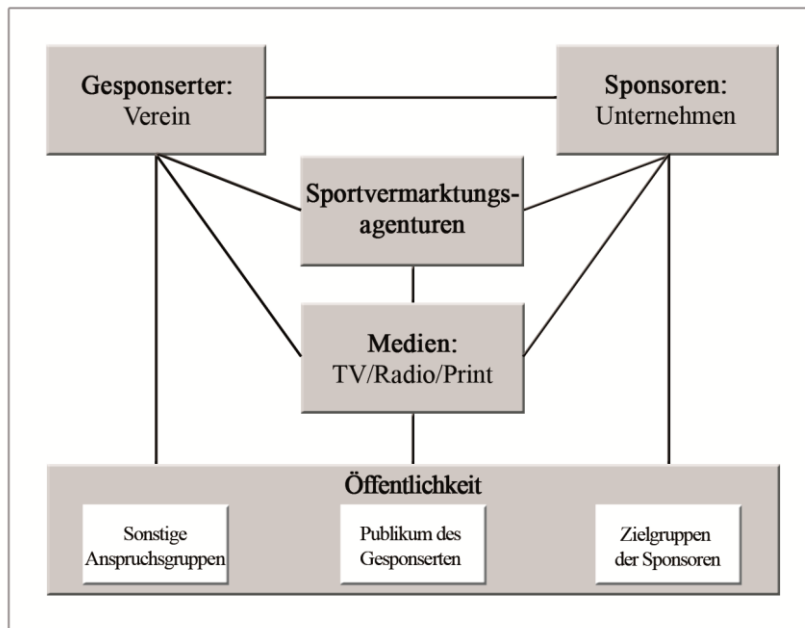 Gesponserter:
Verein
Sponsoren:
Unternehmen
Sportvermarktungs-
agenturen
Medien:
TV/Radio/Print
Öffentlichkeit
Sonstige
Anspruchsgruppen
Publikum des
Gesponserten
Zielgruppen
der Sponsoren